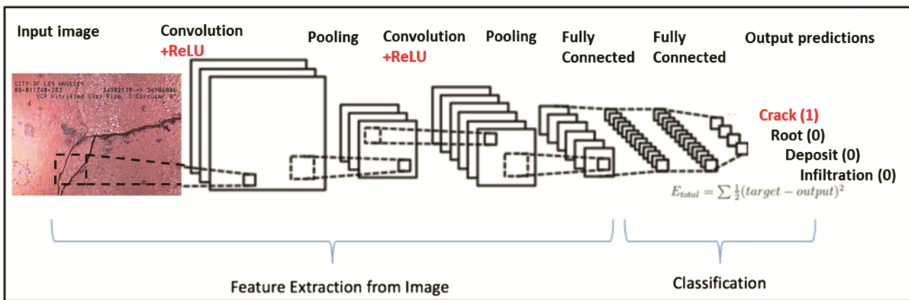 Input image
Convolution
+ReLU
Pooling
Convolution
+ReLU
Pooling
Fully
Connected
Fully
Connected
Output predictions
CITY OF LOS ANGELES
VCP Vitrified Clay Pipe, C Circular 8"
Crack (1)
Root (0)
Deposit (0)
Infiltration (0)
E_total = ∑ ½(target − output)²
Feature Extraction from Image
Classification